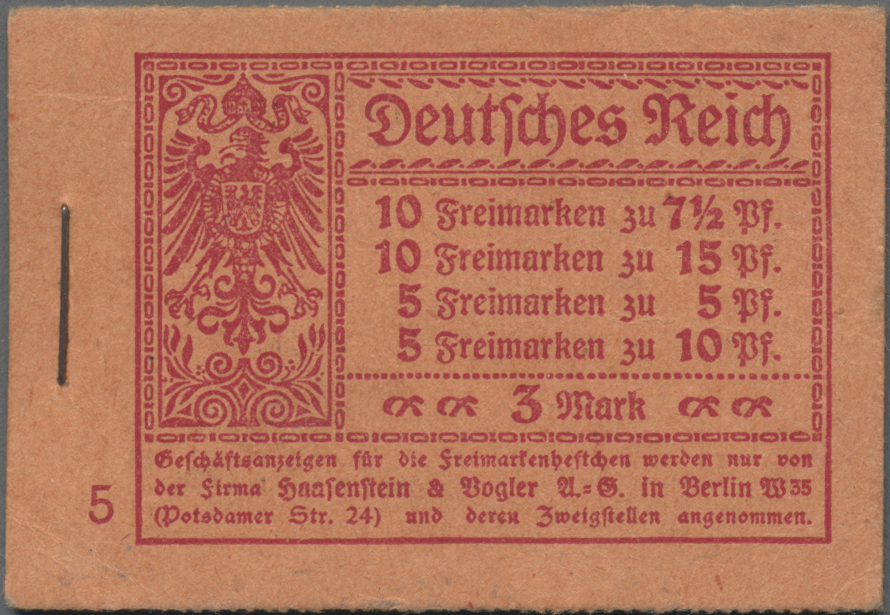 Deutsches Reich
10 Freimarken zu 7½ Pf.
10 Freimarken zu 15 Pf.
5 Freimarken zu 5 Pf.
5 Freimarken zu 10 Pf.
3 Mark
Geschäftsanzeigen für die Freimarkenheftchen werden nur von
der Firma Haasenstein & Vogler A.=G. in Berlin W 35
(Potsdamer Str. 24) und deren Zweigstellen angenommen.
5